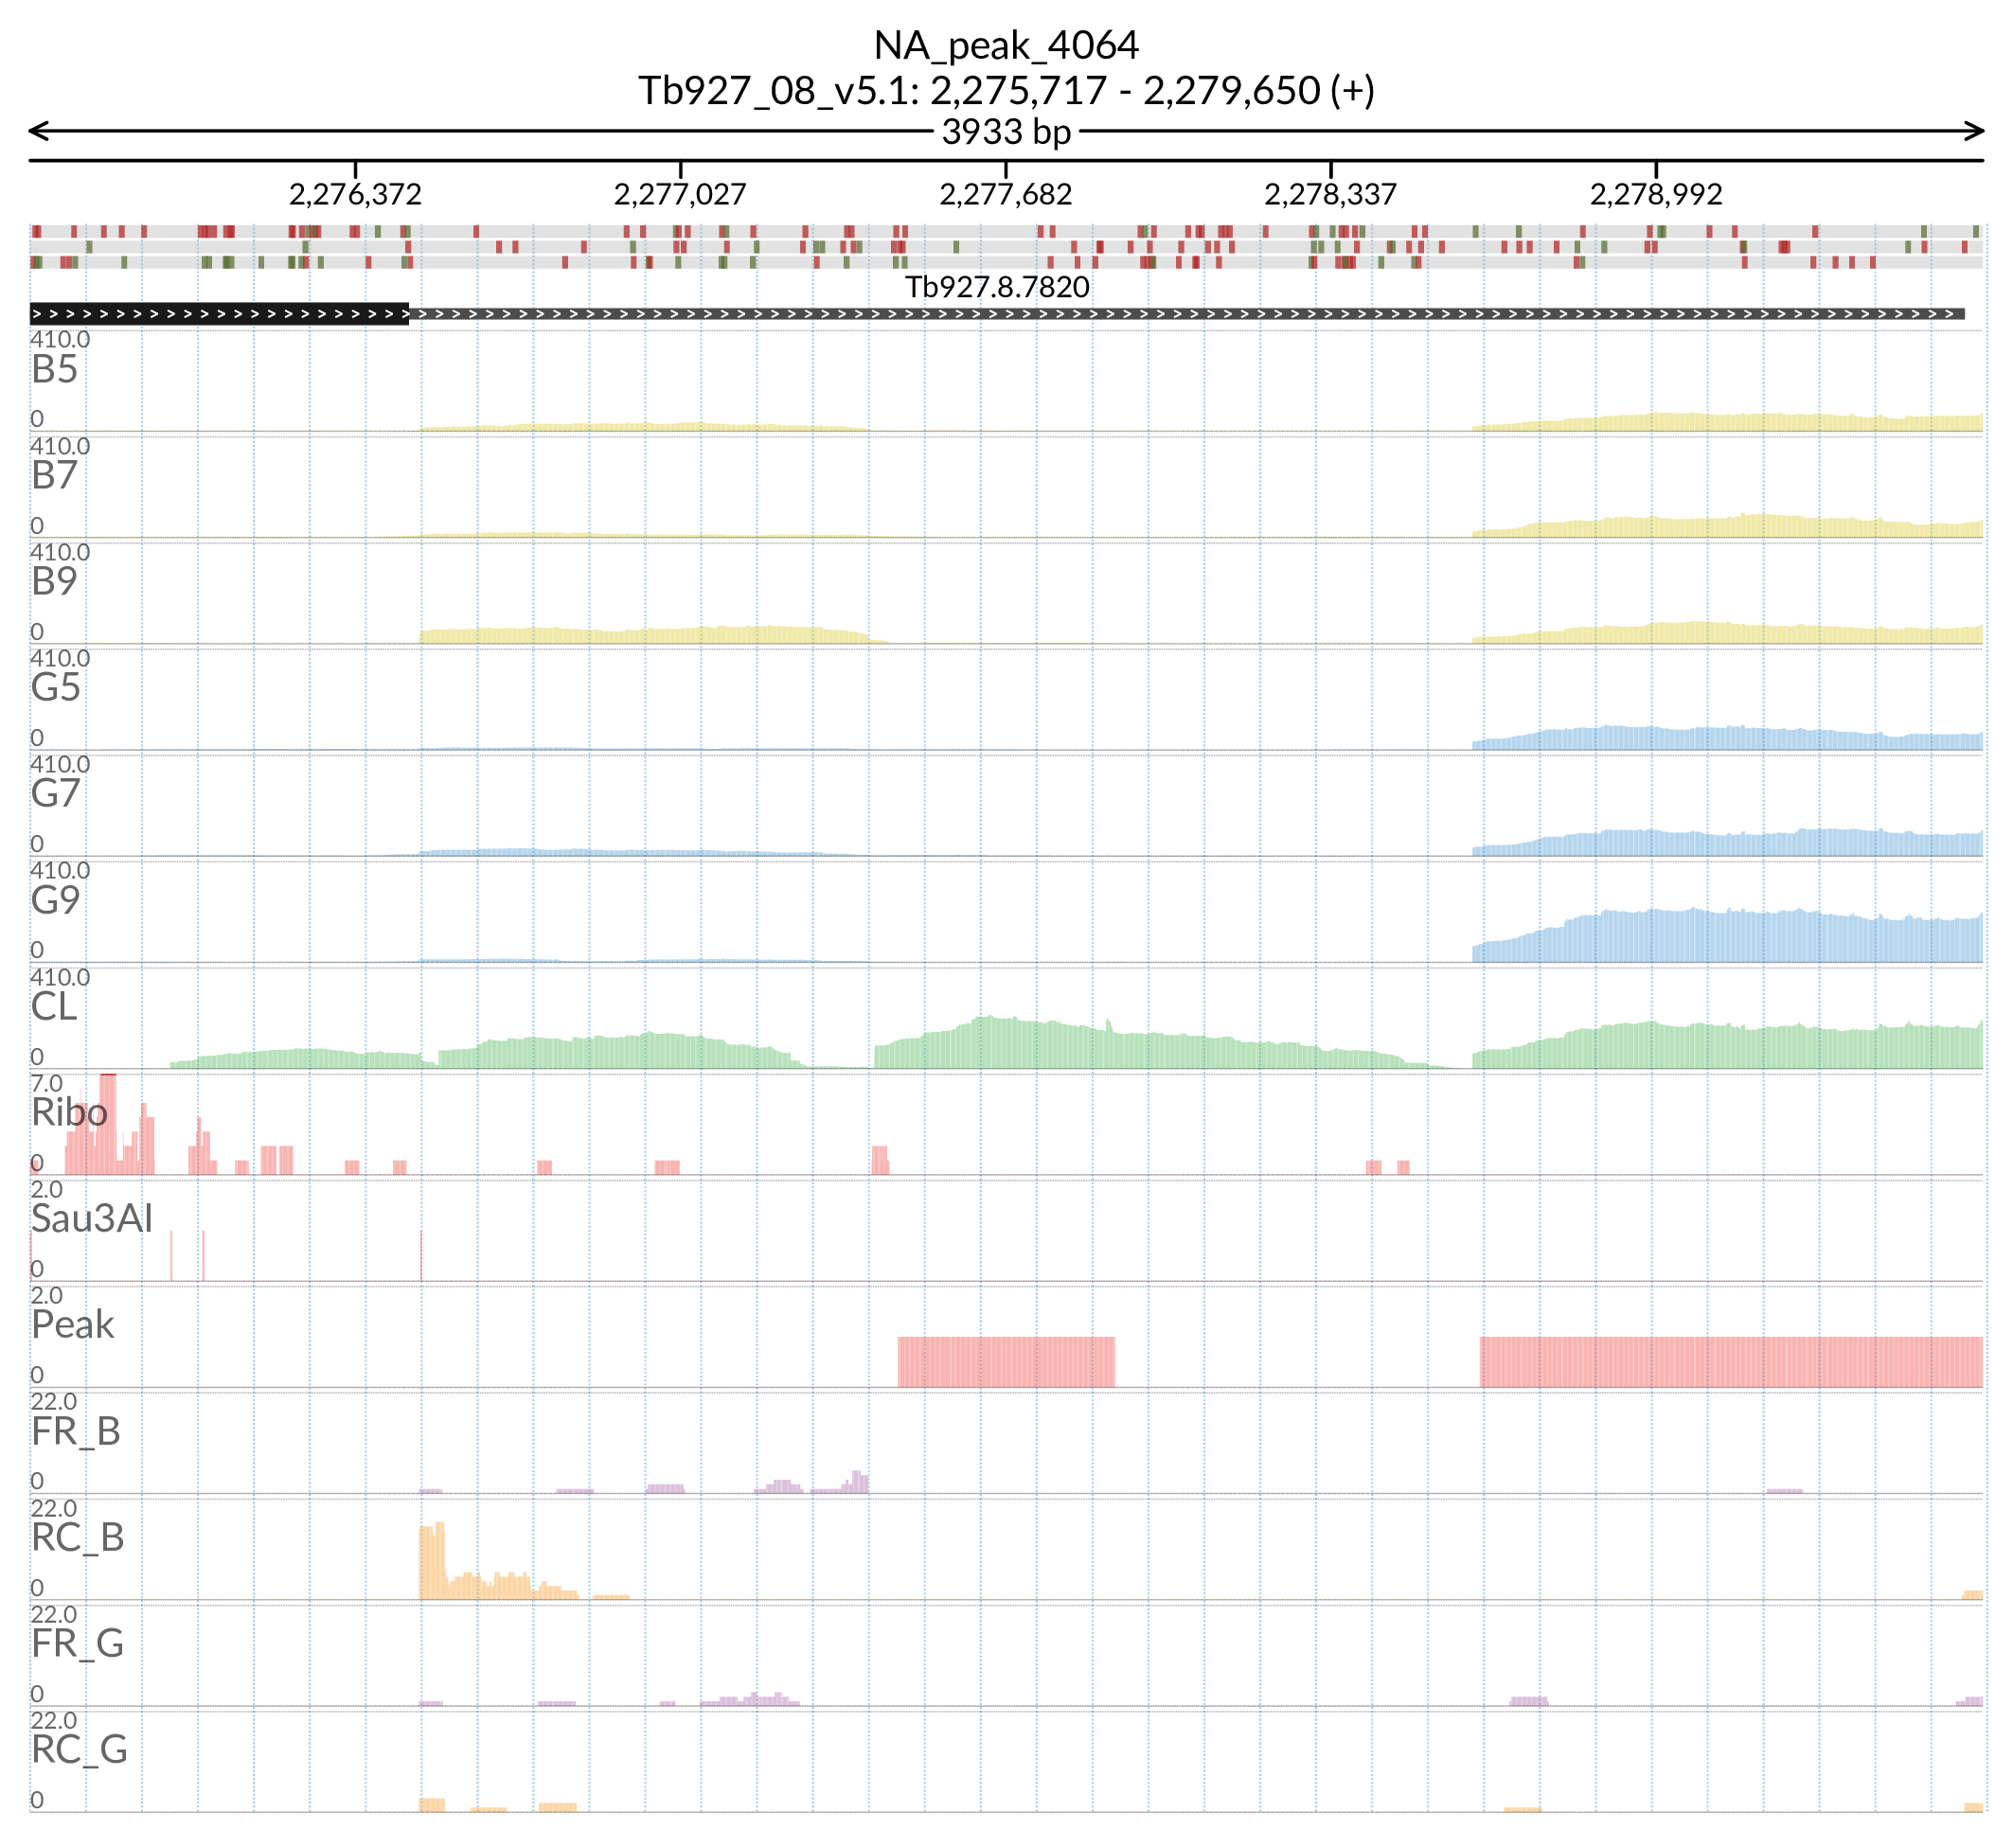 NA_peak_4064
Tb927_08_v5.1: 2,275,717 - 2,279,650 (+)
3933 bp
2,276,372 2,277,027 2,277,682 2,278,337 2,278,992
Tb927.8.7820
410.0
B5
0
410.0
B7
0
410.0
B9
0
410.0
G5
0
410.0
G7
0
410.0
G9
0
410.0
CL
0
7.0
Ribo
0
2.0
Sau3AI
0
2.0
Peak
0
22.0
FR_B
0
22.0
RC_B
0
22.0
FR_G
0
22.0
RC_G
0